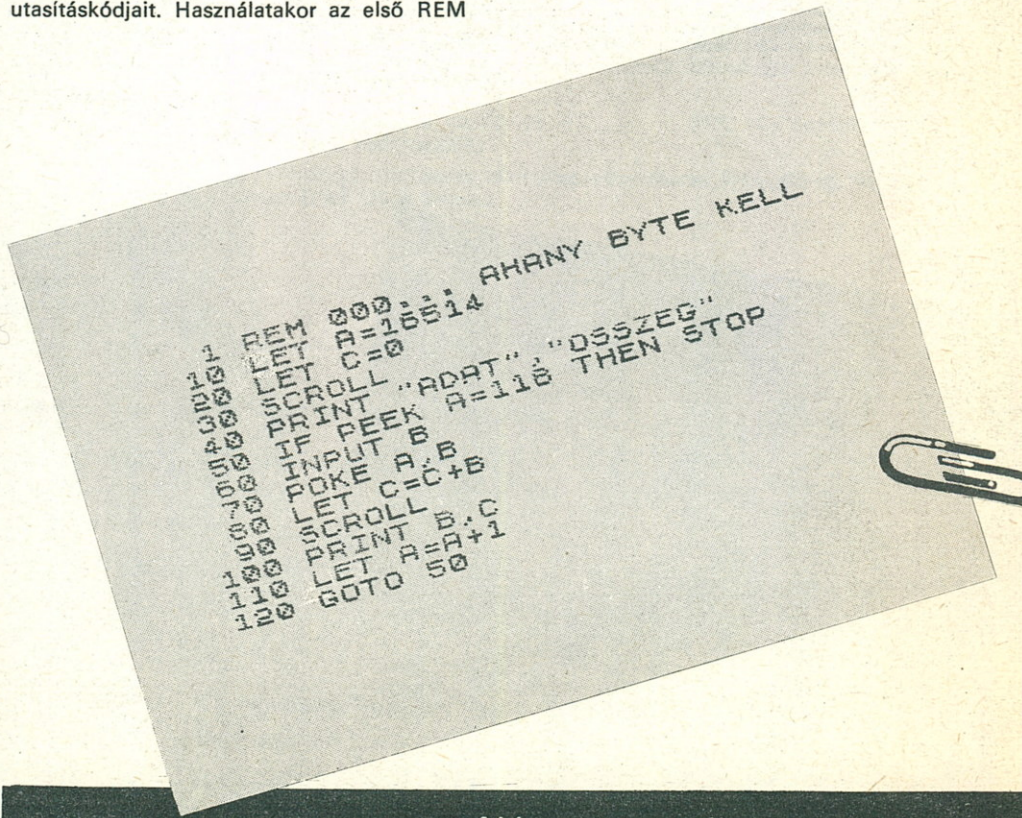 utasításkódjait. Használatakor az első REM
1 REM 000... AHANY BYTE KELL
10 LET A=16514
20 LET C=0
30 SCROLL
40 PRINT "ADAT","OSSZEG"
50 IF PEEK A=118 THEN STOP
60 INPUT B
70 POKE A,B
80 LET C=C+B
90 SCROLL
100 PRINT B,C
110 LET A=A+1
120 GOTO 50